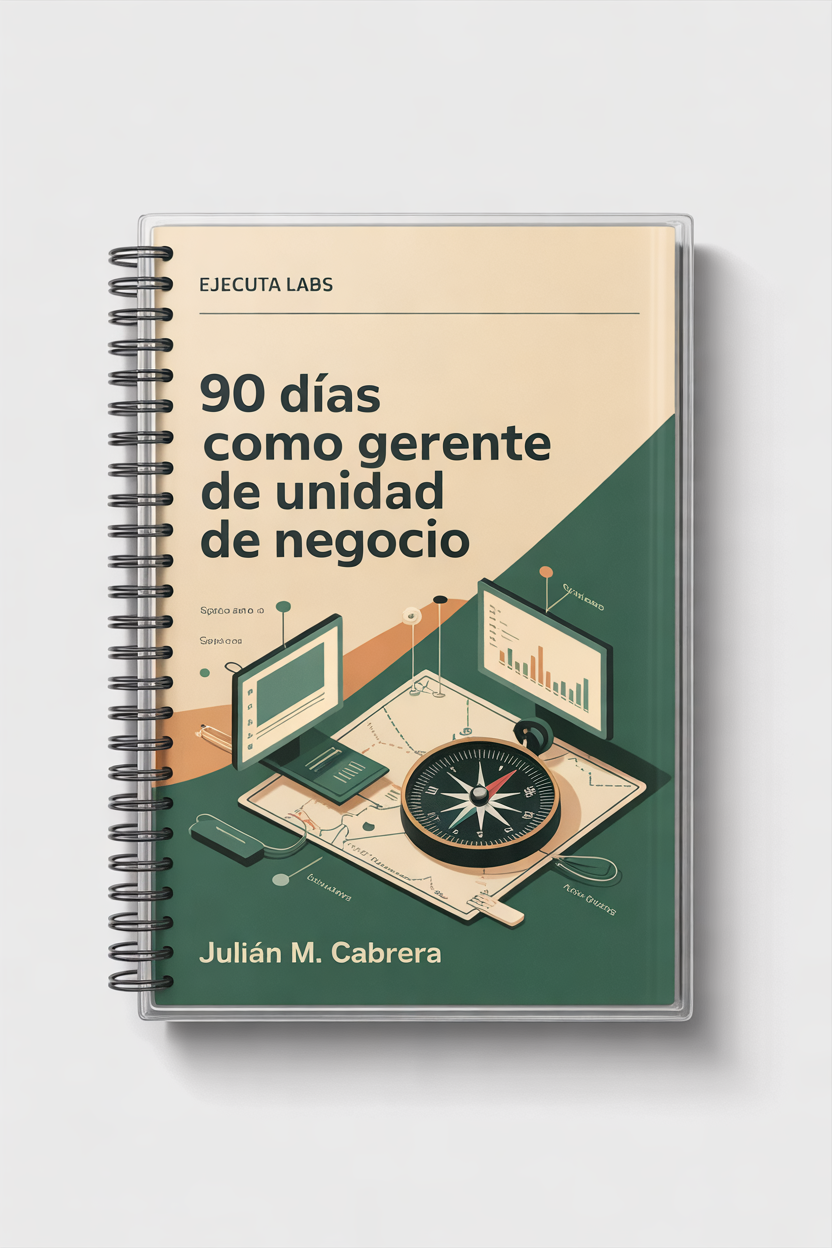 EJECUTA LABS
90 días
como gerente
de unidad
de negocio
Julián M. Cabrera